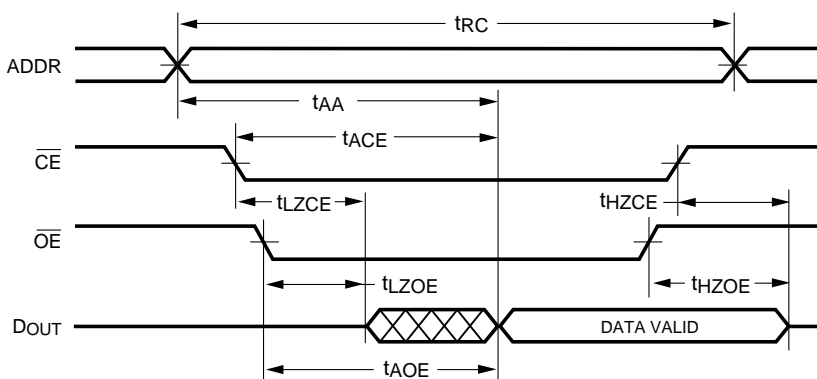 tRC
ADDR
tAA
tACE
CE
tLZCE
tHZCE
OE
tLZOE
tHZOE
DOUT
DATA VALID
tAOE